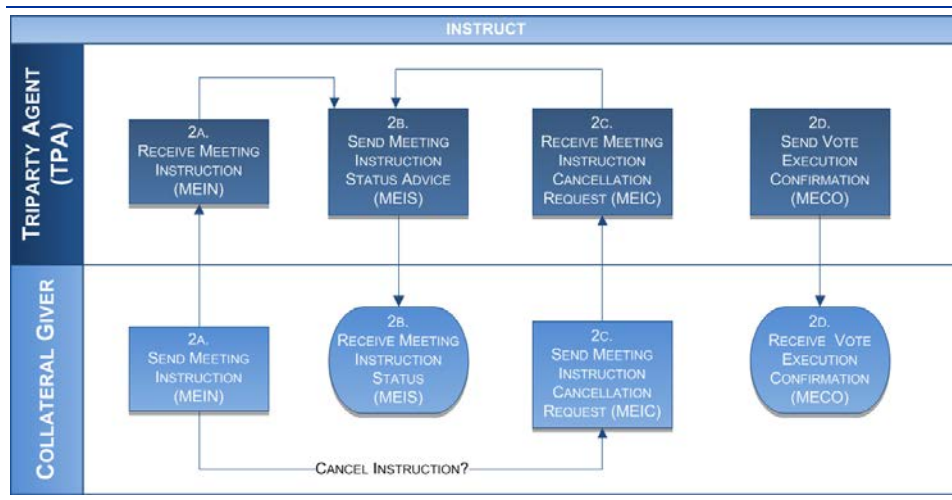 INSTRUCT
TRIPARTY AGENT
(TPA)
2A.
RECEIVE MEETING
INSTRUCTION
(MEIN)
2B.
SEND MEETING
INSTRUCTION
STATUS ADVICE
(MEIS)
2C.
RECEIVE MEETING
INSTRUCTION
CANCELLATION
REQUEST (MEIC)
2D.
SEND VOTE
EXECUTION
CONFIRMATION
(MECO)
COLLATERAL GIVER
2A.
SEND MEETING
INSTRUCTION
(MEIN)
2B.
RECEIVE MEETING
INSTRUCTION
STATUS
(MEIS)
2C.
SEND MEETING
INSTRUCTION
CANCELLATION
REQUEST (MEIC)
2D.
RECEIVE VOTE
EXECUTION
CONFIRMATION
(MECO)
CANCEL INSTRUCTION?